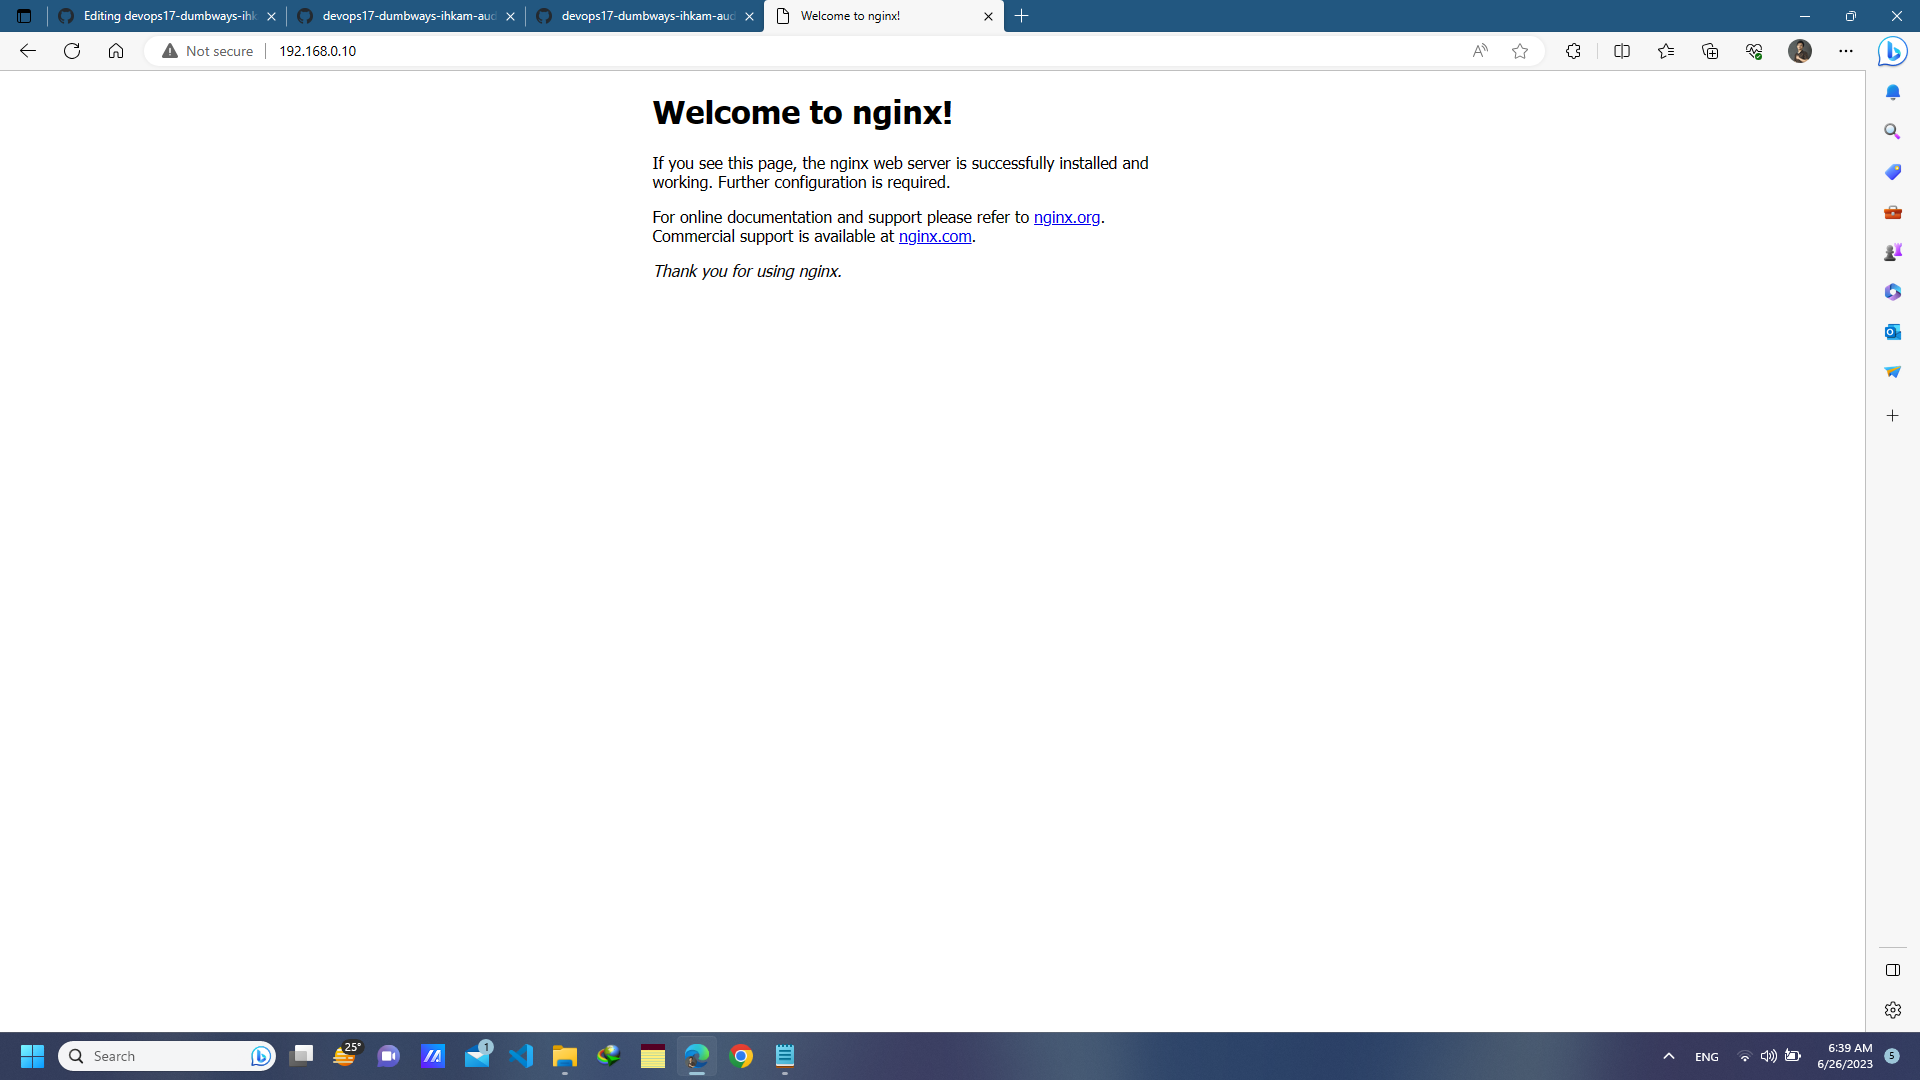 Editing devops17-dumbways-ihk
devops17-dumbways-ihkam-aud
devops17-dumbways-ihkam-aud
Welcome to nginx!
Not secure
192.168.0.10
Welcome to nginx!
If you see this page, the nginx web server is successfully installed and
working. Further configuration is required.
For online documentation and support please refer to nginx.org.
Commercial support is available at nginx.com.
Thank you for using nginx.
Search
25°
1
ENG
6:39 AM
6/26/2023
5